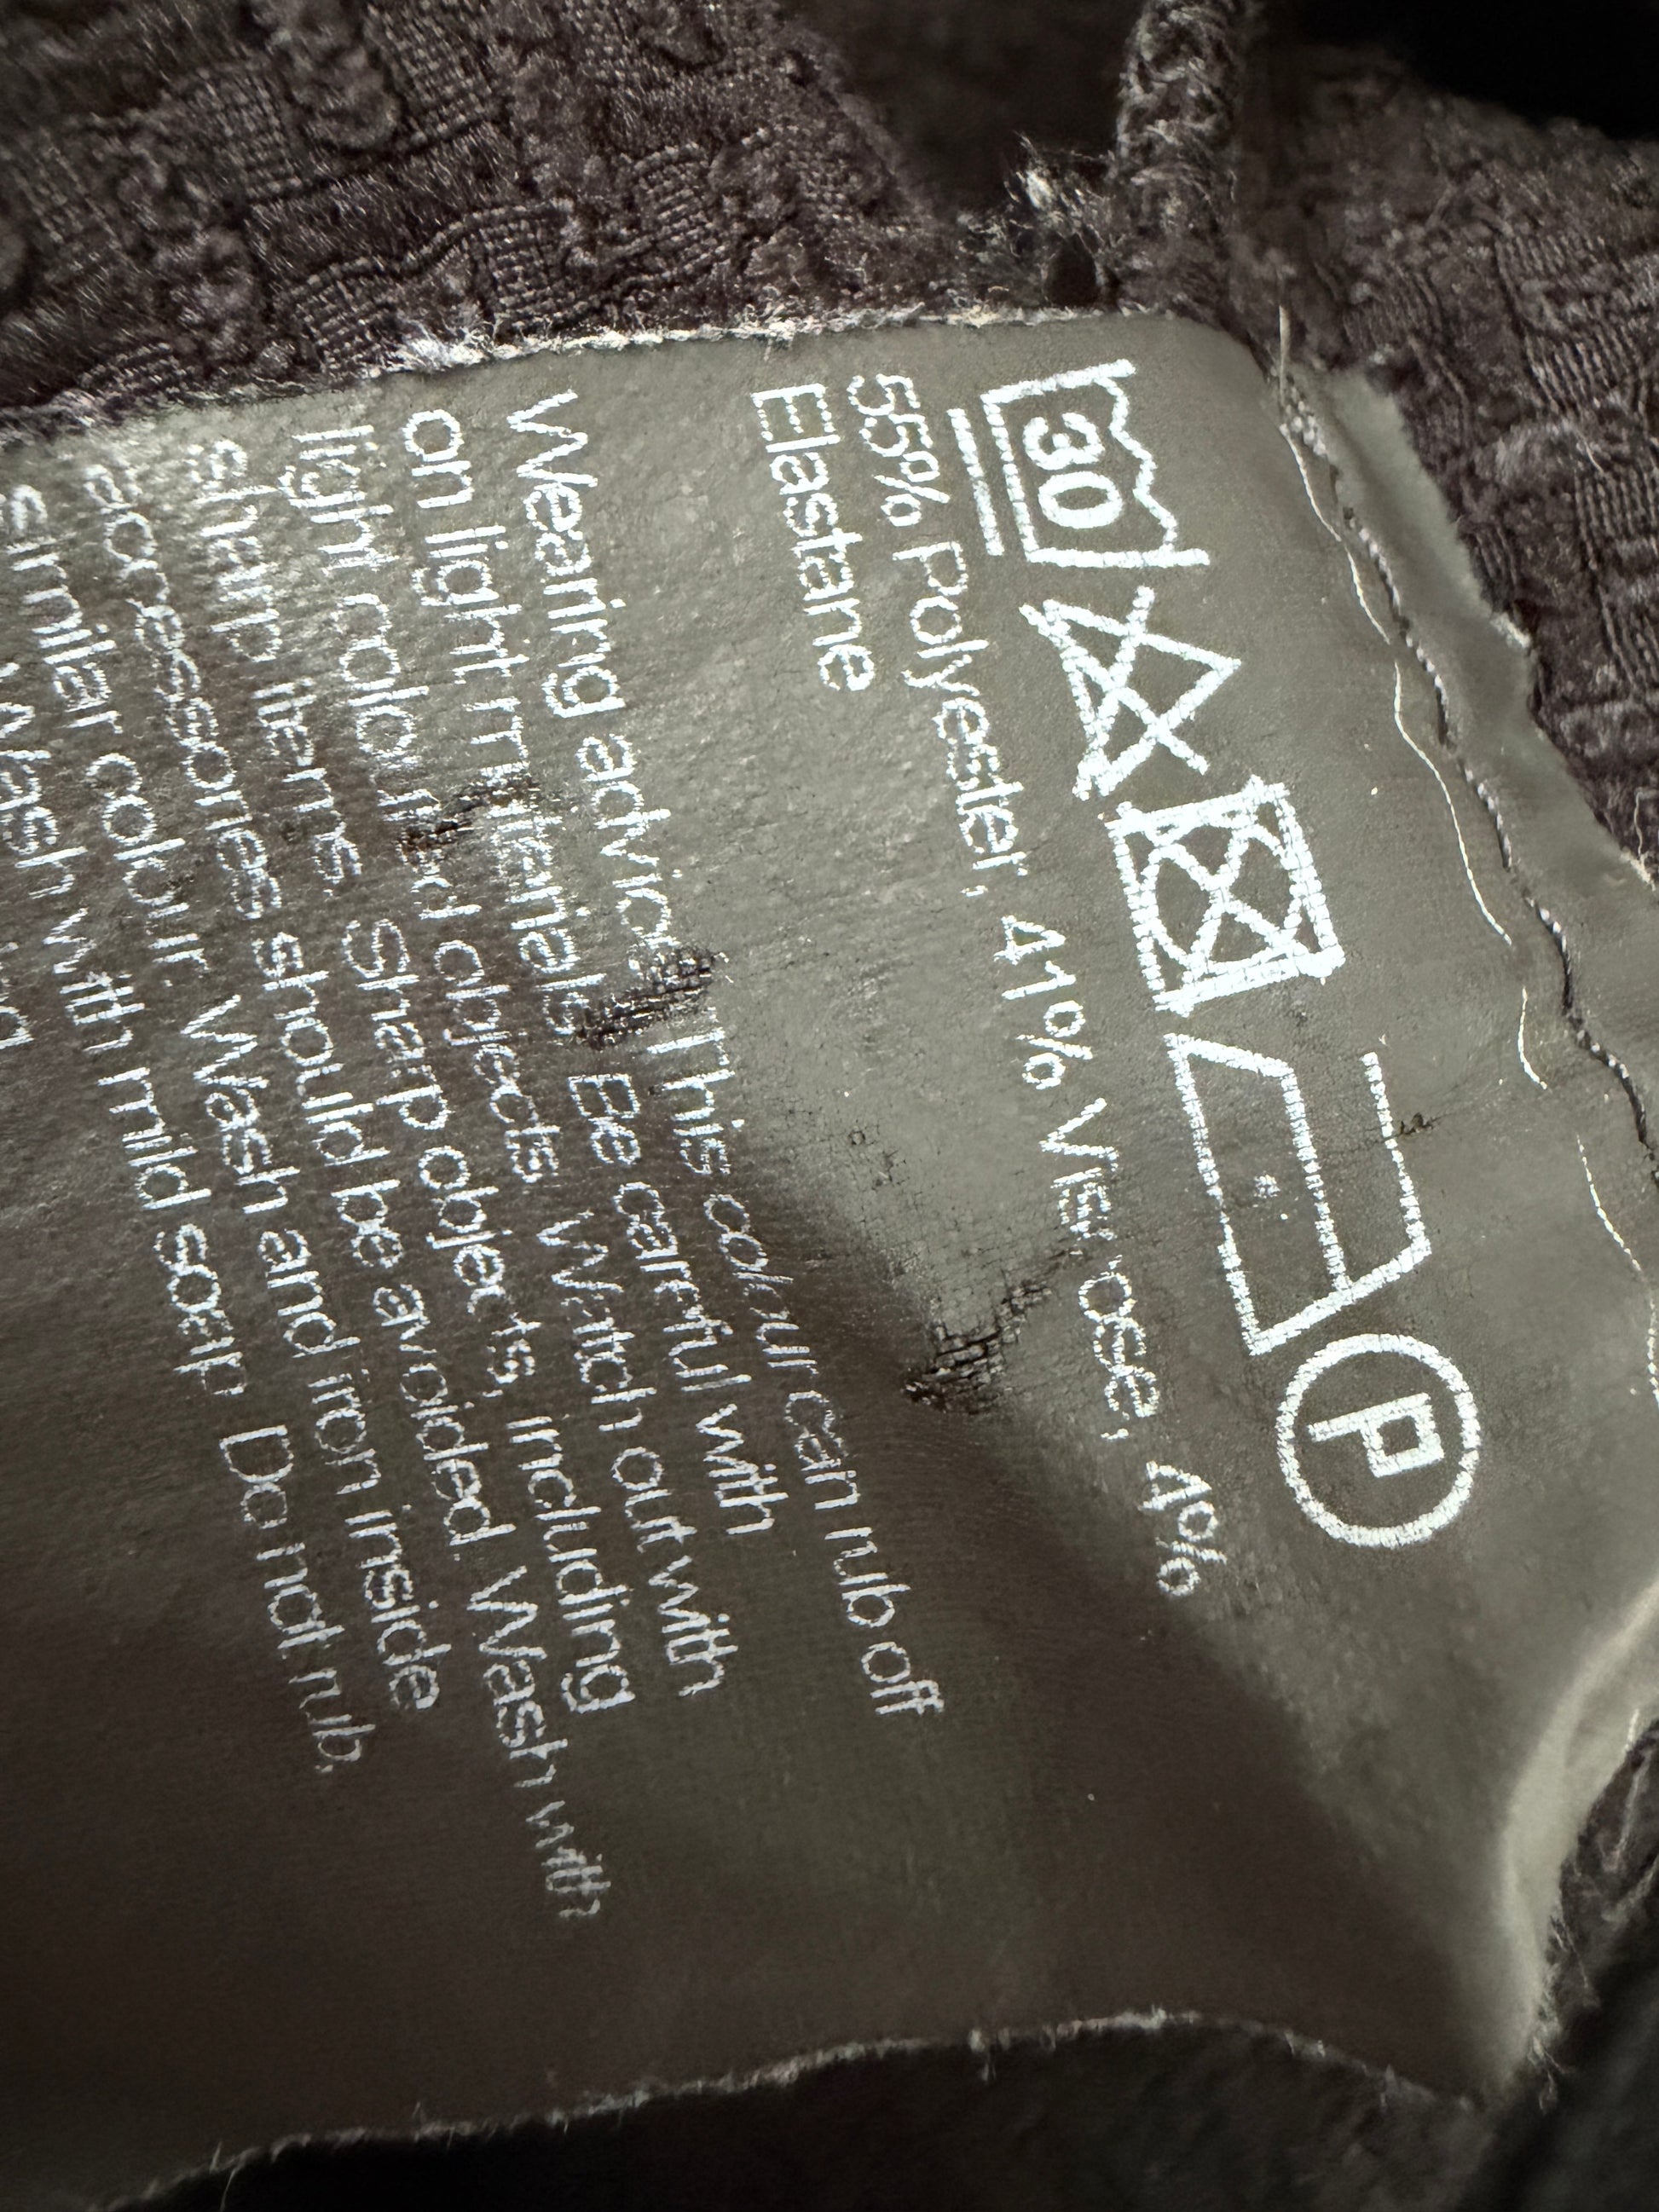 30 P
55% Polyester, 41% Viscose, 4%
Elastane
Wearing advice: This colour can rub off
on light materials. Be careful with
light coloured objects. Watch out with
sharp items. Sharp objects, including
accessories should be avoided. Wash with
similar colour. Wash and iron inside
Wash with mild soap. Do not rub.